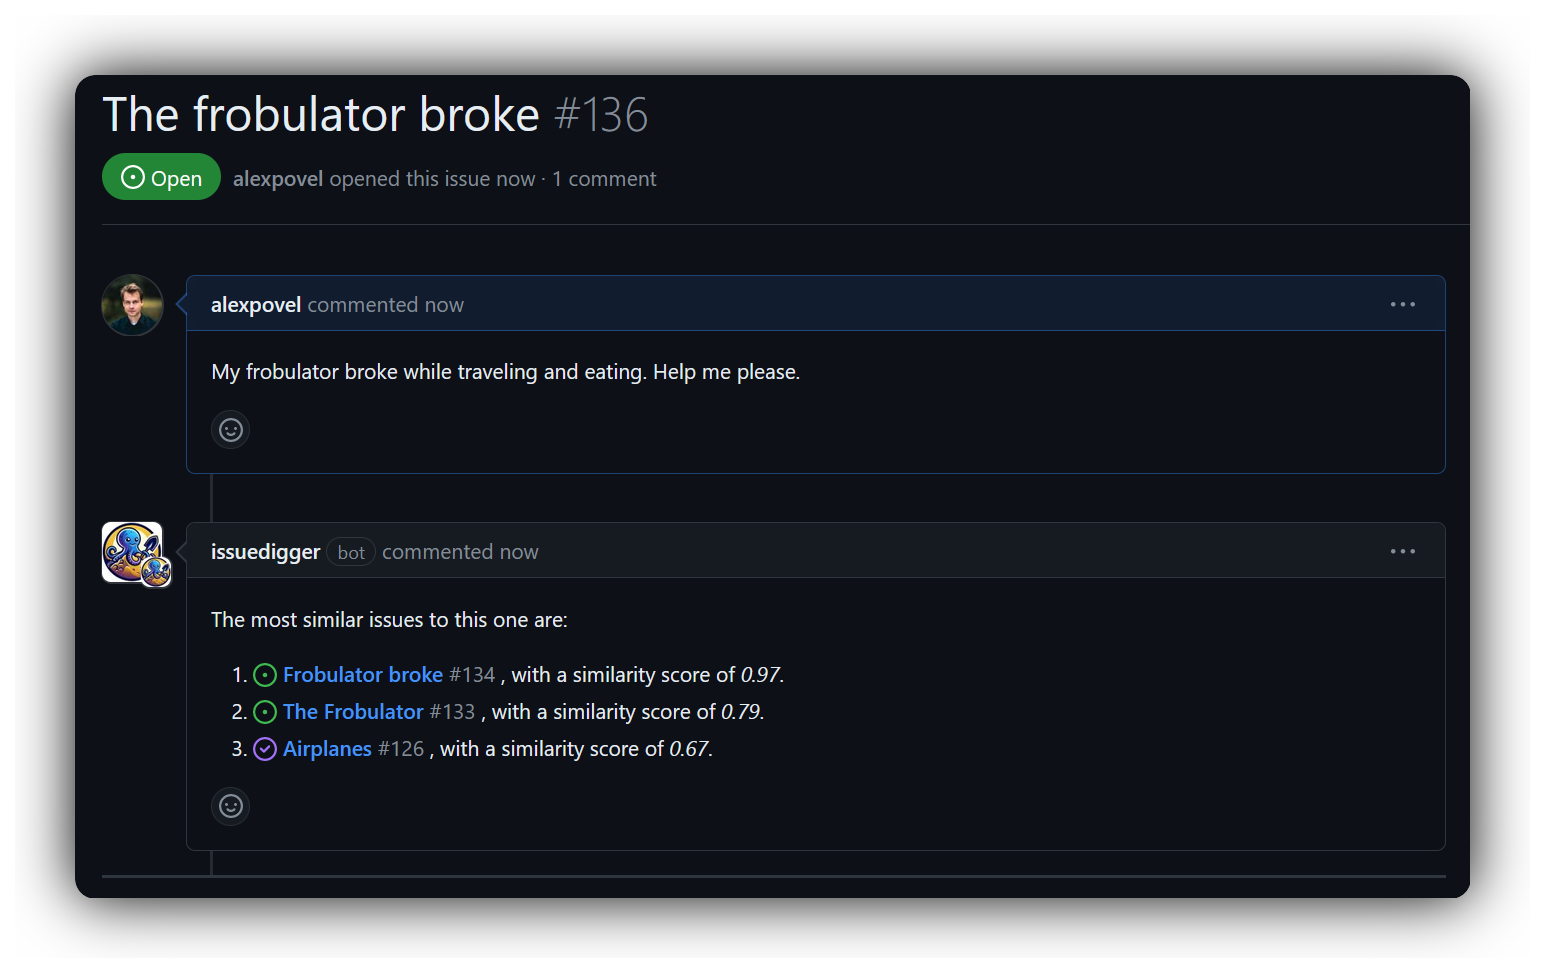 The frobulator broke #136
Open alexpovel opened this issue now · 1 comment
alexpovel commented now
My frobulator broke while traveling and eating. Help me please.
issuedigger bot commented now
The most similar issues to this one are:
1. Frobulator broke #134 , with a similarity score of 0.97.
2. The Frobulator #133 , with a similarity score of 0.79.
3. Airplanes #126 , with a similarity score of 0.67.